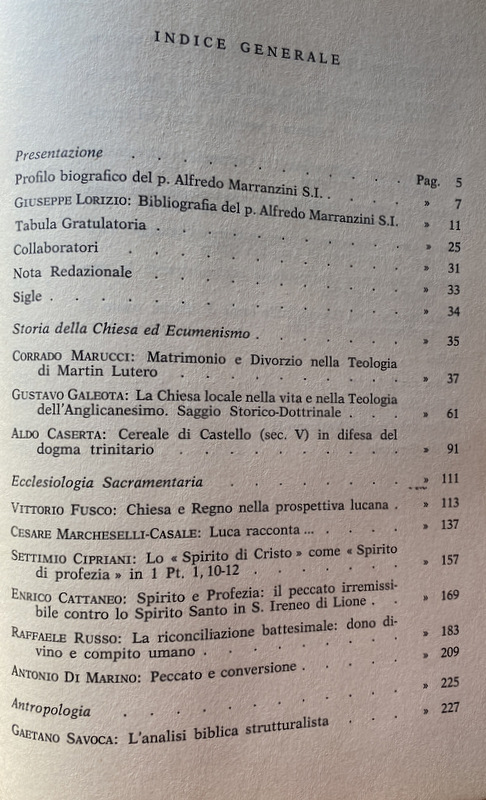 INDICE GENERALE
Presentazione . . . . . . . . . . . Pag. 5
Profilo biografico del p. Alfredo Marranzini S.I. . . . . » 7
GIUSEPPE LORIZIO: Bibliografia del p. Alfredo Marranzini S.I. » 11
Tabula Gratulatoria . . . . . . . . . . » 25
Collaboratori . . . . . . . . . . » 31
Nota Redazionale . . . . . . . . . . » 33
Sigle . . . . . . . . . . . . » 34
Storia della Chiesa ed Ecumenismo . . . . . . » 35
CORRADO MARUCCI: Matrimonio e Divorzio nella Teologia
di Martin Lutero . . . . . . . . . » 37
GUSTAVO GALEOTA: La Chiesa locale nella vita e nella Teologia
dell'Anglicanesimo. Saggio Storico-Dottrinale . . . » 61
ALDO CASERTA: Cereale di Castello (sec. V) in difesa del
dogma trinitario . . . . . . . . . » 91
Ecclesiologia Sacramentaria . . . . . . . » 111
VITTORIO FUSCO: Chiesa e Regno nella prospettiva lucana . » 113
CESARE MARCHESELLI-CASALE: Luca racconta ... . . . . » 137
SETTIMIO CIPRIANI: Lo « Spirito di Cristo » come « Spirito
di profezia » in 1 Pt. 1, 10-12 . . . . . . » 157
ENRICO CATTANEO: Spirito e Profezia: il peccato irremissi-
bile contro lo Spirito Santo in S. Ireneo di Lione . . » 169
RAFFAELE RUSSO: La riconciliazione battesimale: dono di-
vino e compito umano . . . . . . . . » 183
ANTONIO DI MARINO: Peccato e conversione . . . . . » 209
Antropologia . . . . . . . . . . » 225
GAETANO SAVOCA: L'analisi biblica strutturalista . . . » 227